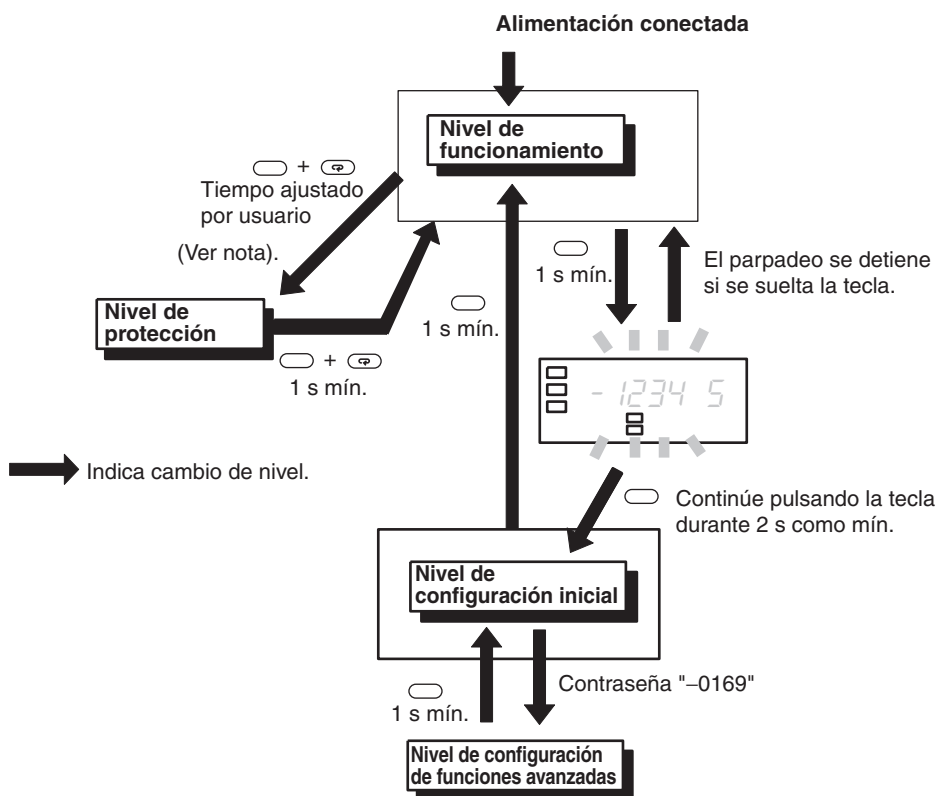 Alimentación conectada
Nivel de
funcionamiento
+
Tiempo ajustado
por usuario
(Ver nota).
1 s mín.
El parpadeo se detiene
si se suelta la tecla.
Nivel de
protección
1 s mín.
+
1 s mín.
- 1234 5
Indica cambio de nivel.
Continúe pulsando la tecla
durante 2 s como mín.
Nivel de
configuración inicial
Contraseña "–0169"
1 s mín.
Nivel de configuración
de funciones avanzadas